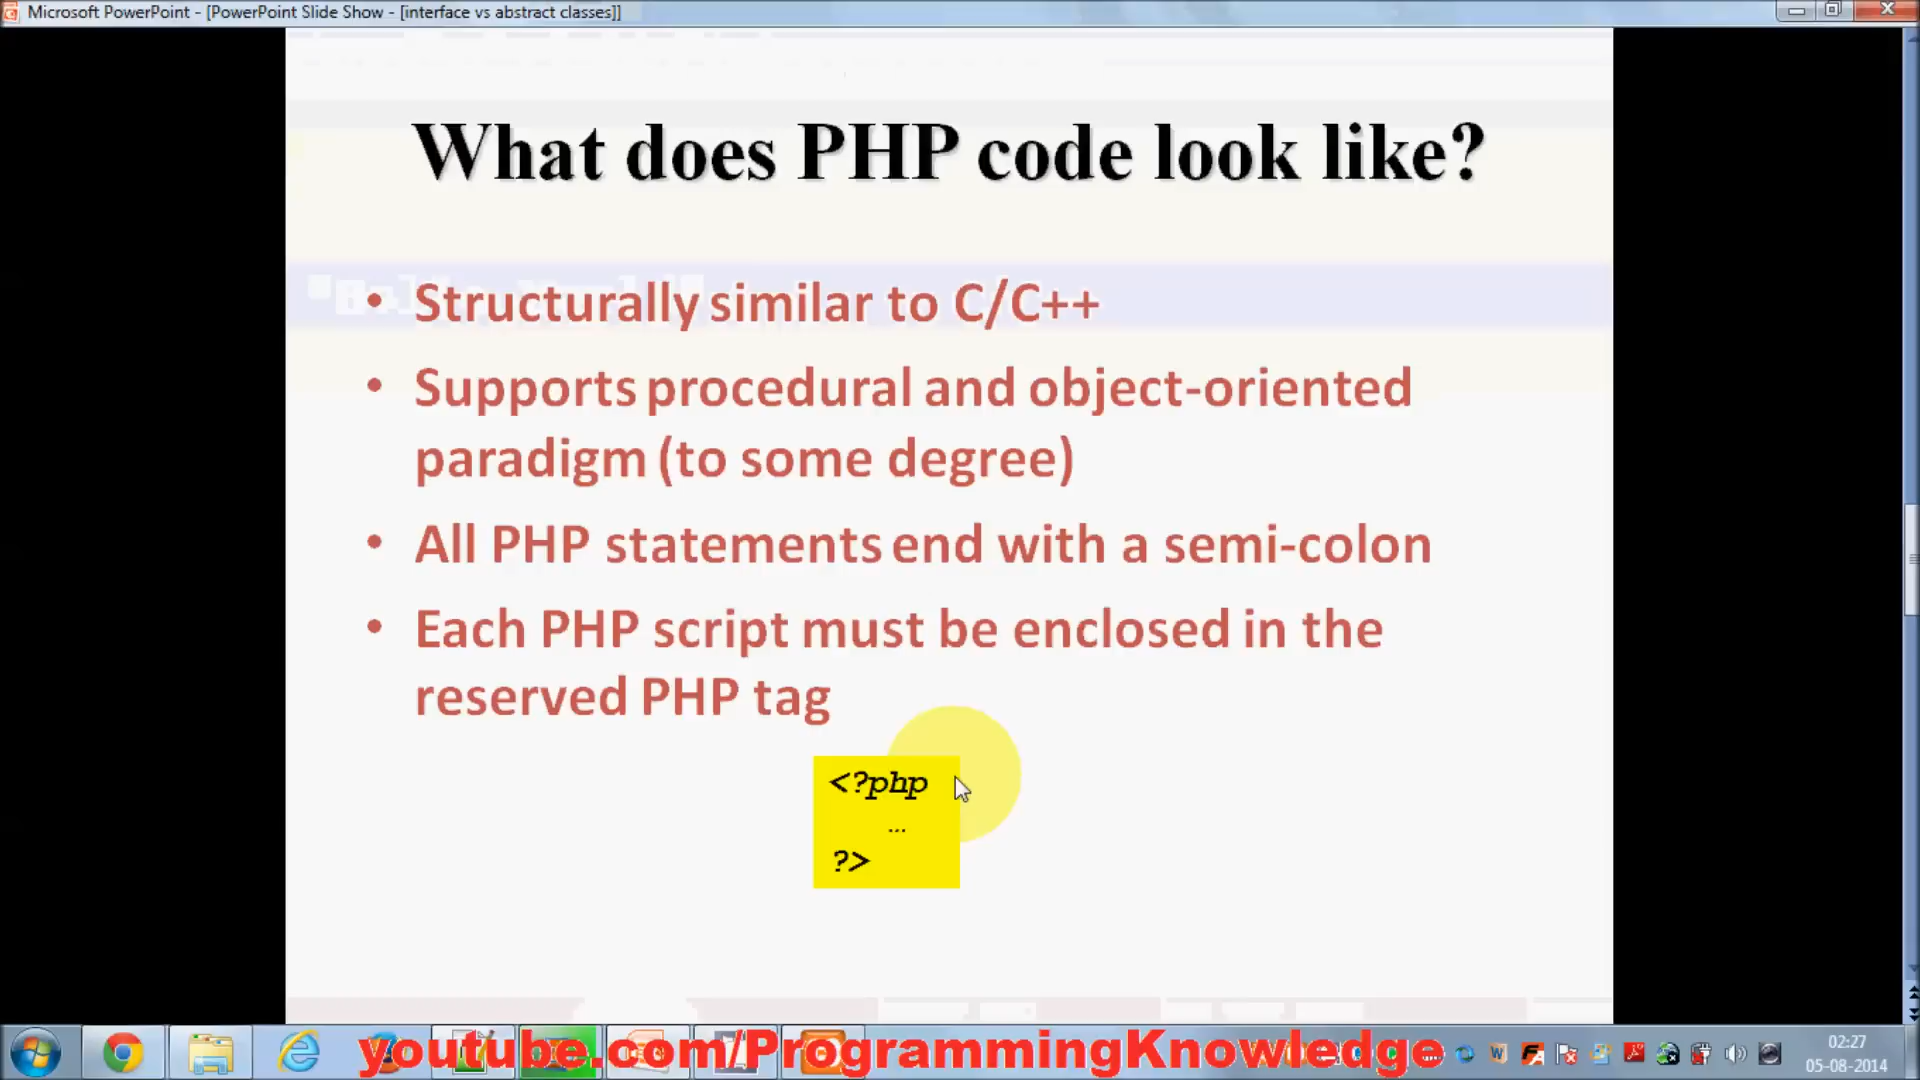 Microsoft PowerPoint - [PowerPoint Slide Show - [interface vs abstract classes]]
What does PHP code look like?
• Structurally similar to C/C++
• Supports procedural and object-oriented
paradigm (to some degree)
• All PHP statements end with a semi-colon
• Each PHP script must be enclosed in the
reserved PHP tag
<?php
...
?>
youtube.com/ProgrammingKnowledge
02:27
05-08-2014